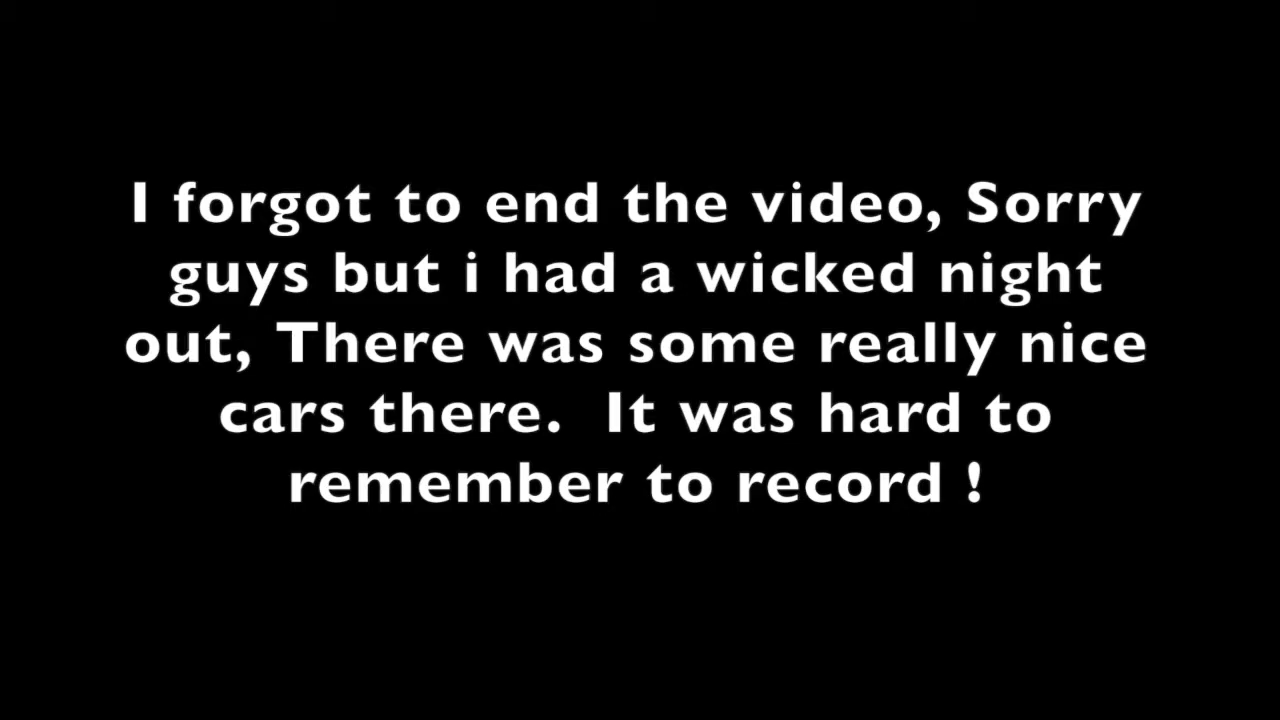 I forgot to end the video, Sorry
guys but i had a wicked night
out, There was some really nice
cars there.  It was hard to
remember to record !